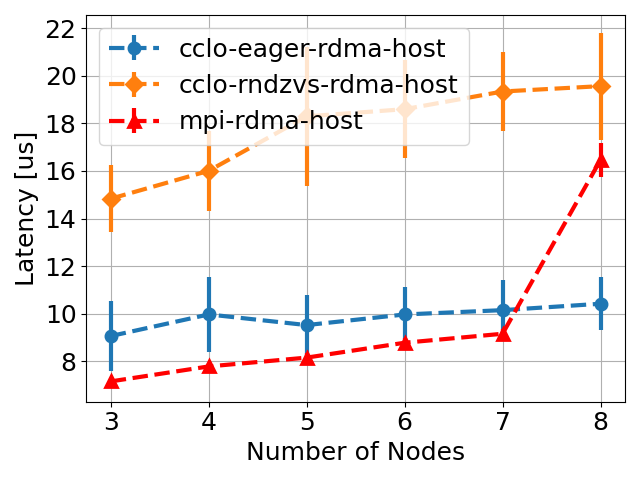 22
20
18
16
14
12
10
8
Latency [us]
cclo-eager-rdma-host
cclo-rndzvs-rdma-host
mpi-rdma-host
3 4 5 6 7 8
Number of Nodes